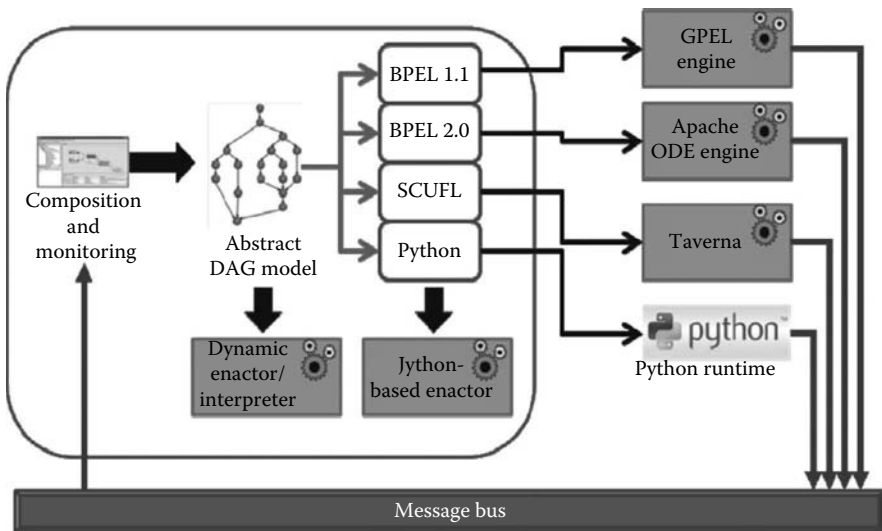 Composition
and
monitoring
Abstract
DAG model
BPEL 1.1
BPEL 2.0
SCUFL
Python
Dynamic
enactor/
interpreter
Jython-
based enactor
GPEL
engine
Apache
ODE engine
Taverna
python™
Python runtime
Message bus